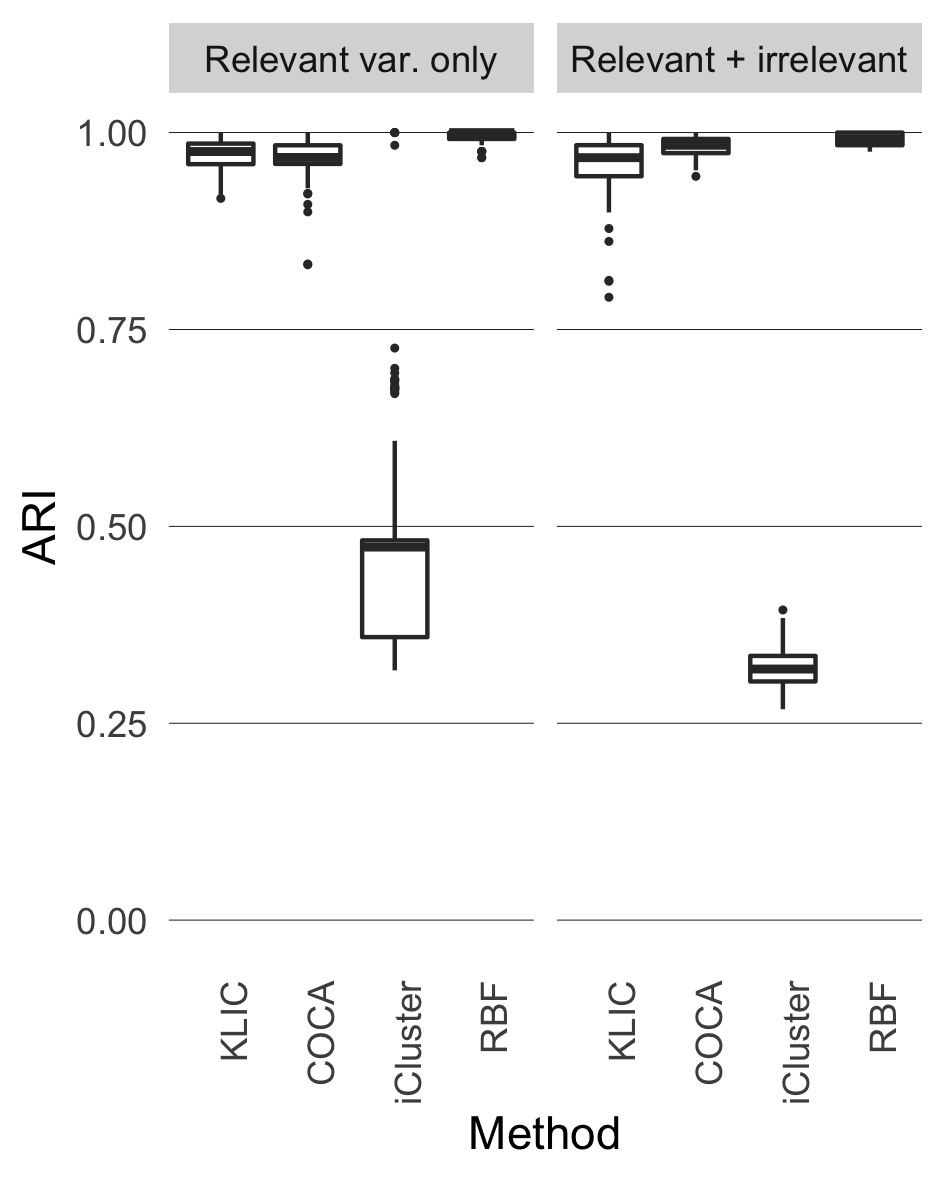 Relevant var. only
Relevant + irrelevant
1.00
0.75
0.50
0.25
0.00
ARI
KLIC
COCA
iCluster
RBF
KLIC
COCA
iCluster
RBF
Method